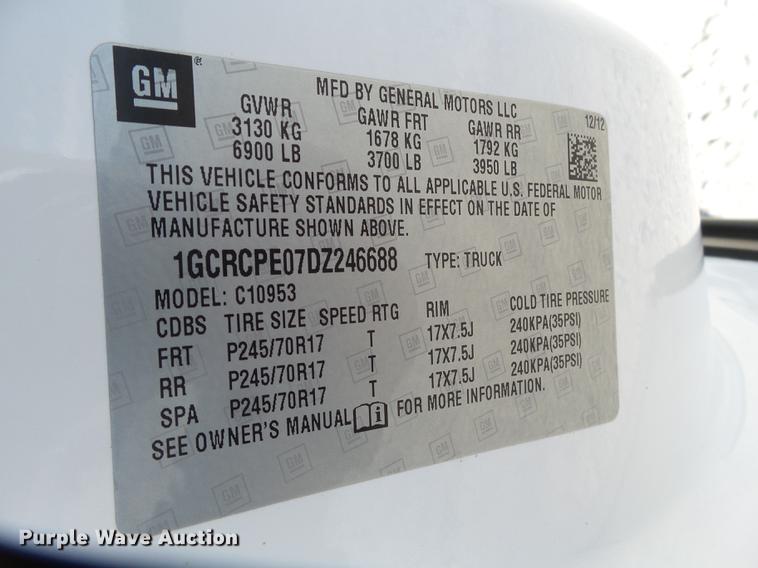 GM
MFD BY GENERAL MOTORS LLC
12/12
GVWR GAWR FRT GAWR RR
3130 KG 1678 KG 1792 KG
6900 LB 3700 LB 3950 LB
THIS VEHICLE CONFORMS TO ALL APPLICABLE U.S. FEDERAL MOTOR
VEHICLE SAFETY STANDARDS IN EFFECT ON THE DATE OF
MANUFACTURE SHOWN ABOVE.
1GCRCPE07DZ246688 TYPE: TRUCK
MODEL: C10953
CDBS TIRE SIZE SPEED RTG RIM COLD TIRE PRESSURE
FRT P245/70R17 T 17X7.5J 240KPA(35PSI)
RR P245/70R17 T 17X7.5J 240KPA(35PSI)
SPA P245/70R17 T 17X7.5J 240KPA(35PSI)
SEE OWNER'S MANUAL FOR MORE INFORMATION.
Purple Wave Auction